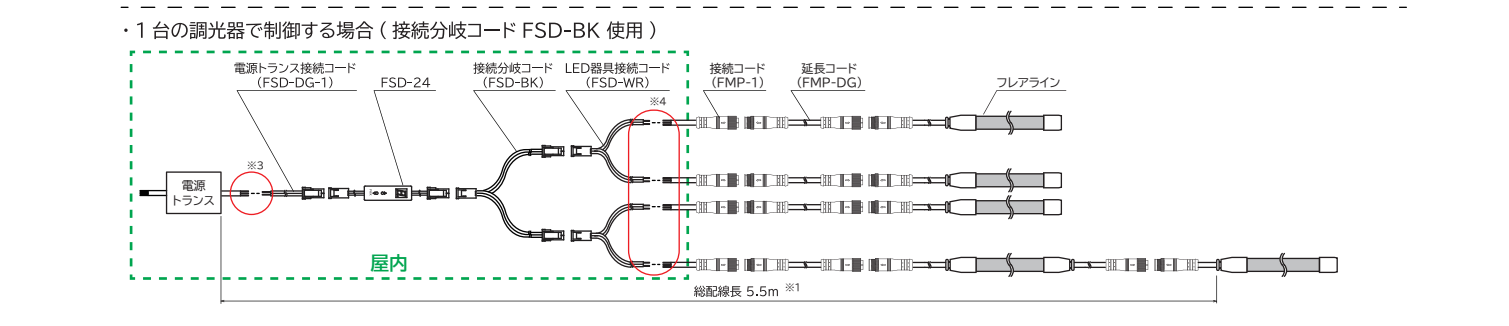 ・1 台の調光器で制御する場合 ( 接続分岐コード FSD-BK 使用 )
電源トランス接続コード
(FSD-DG-1)
FSD-24
接続分岐コード
(FSD-BK)
LED器具接続コード
(FSD-WR)
接続コード
(FMP-1)
延長コード
(FMP-DG)
フレアライン
※4
※3
電源
トランス
屋内
総配線長 5.5m ※1